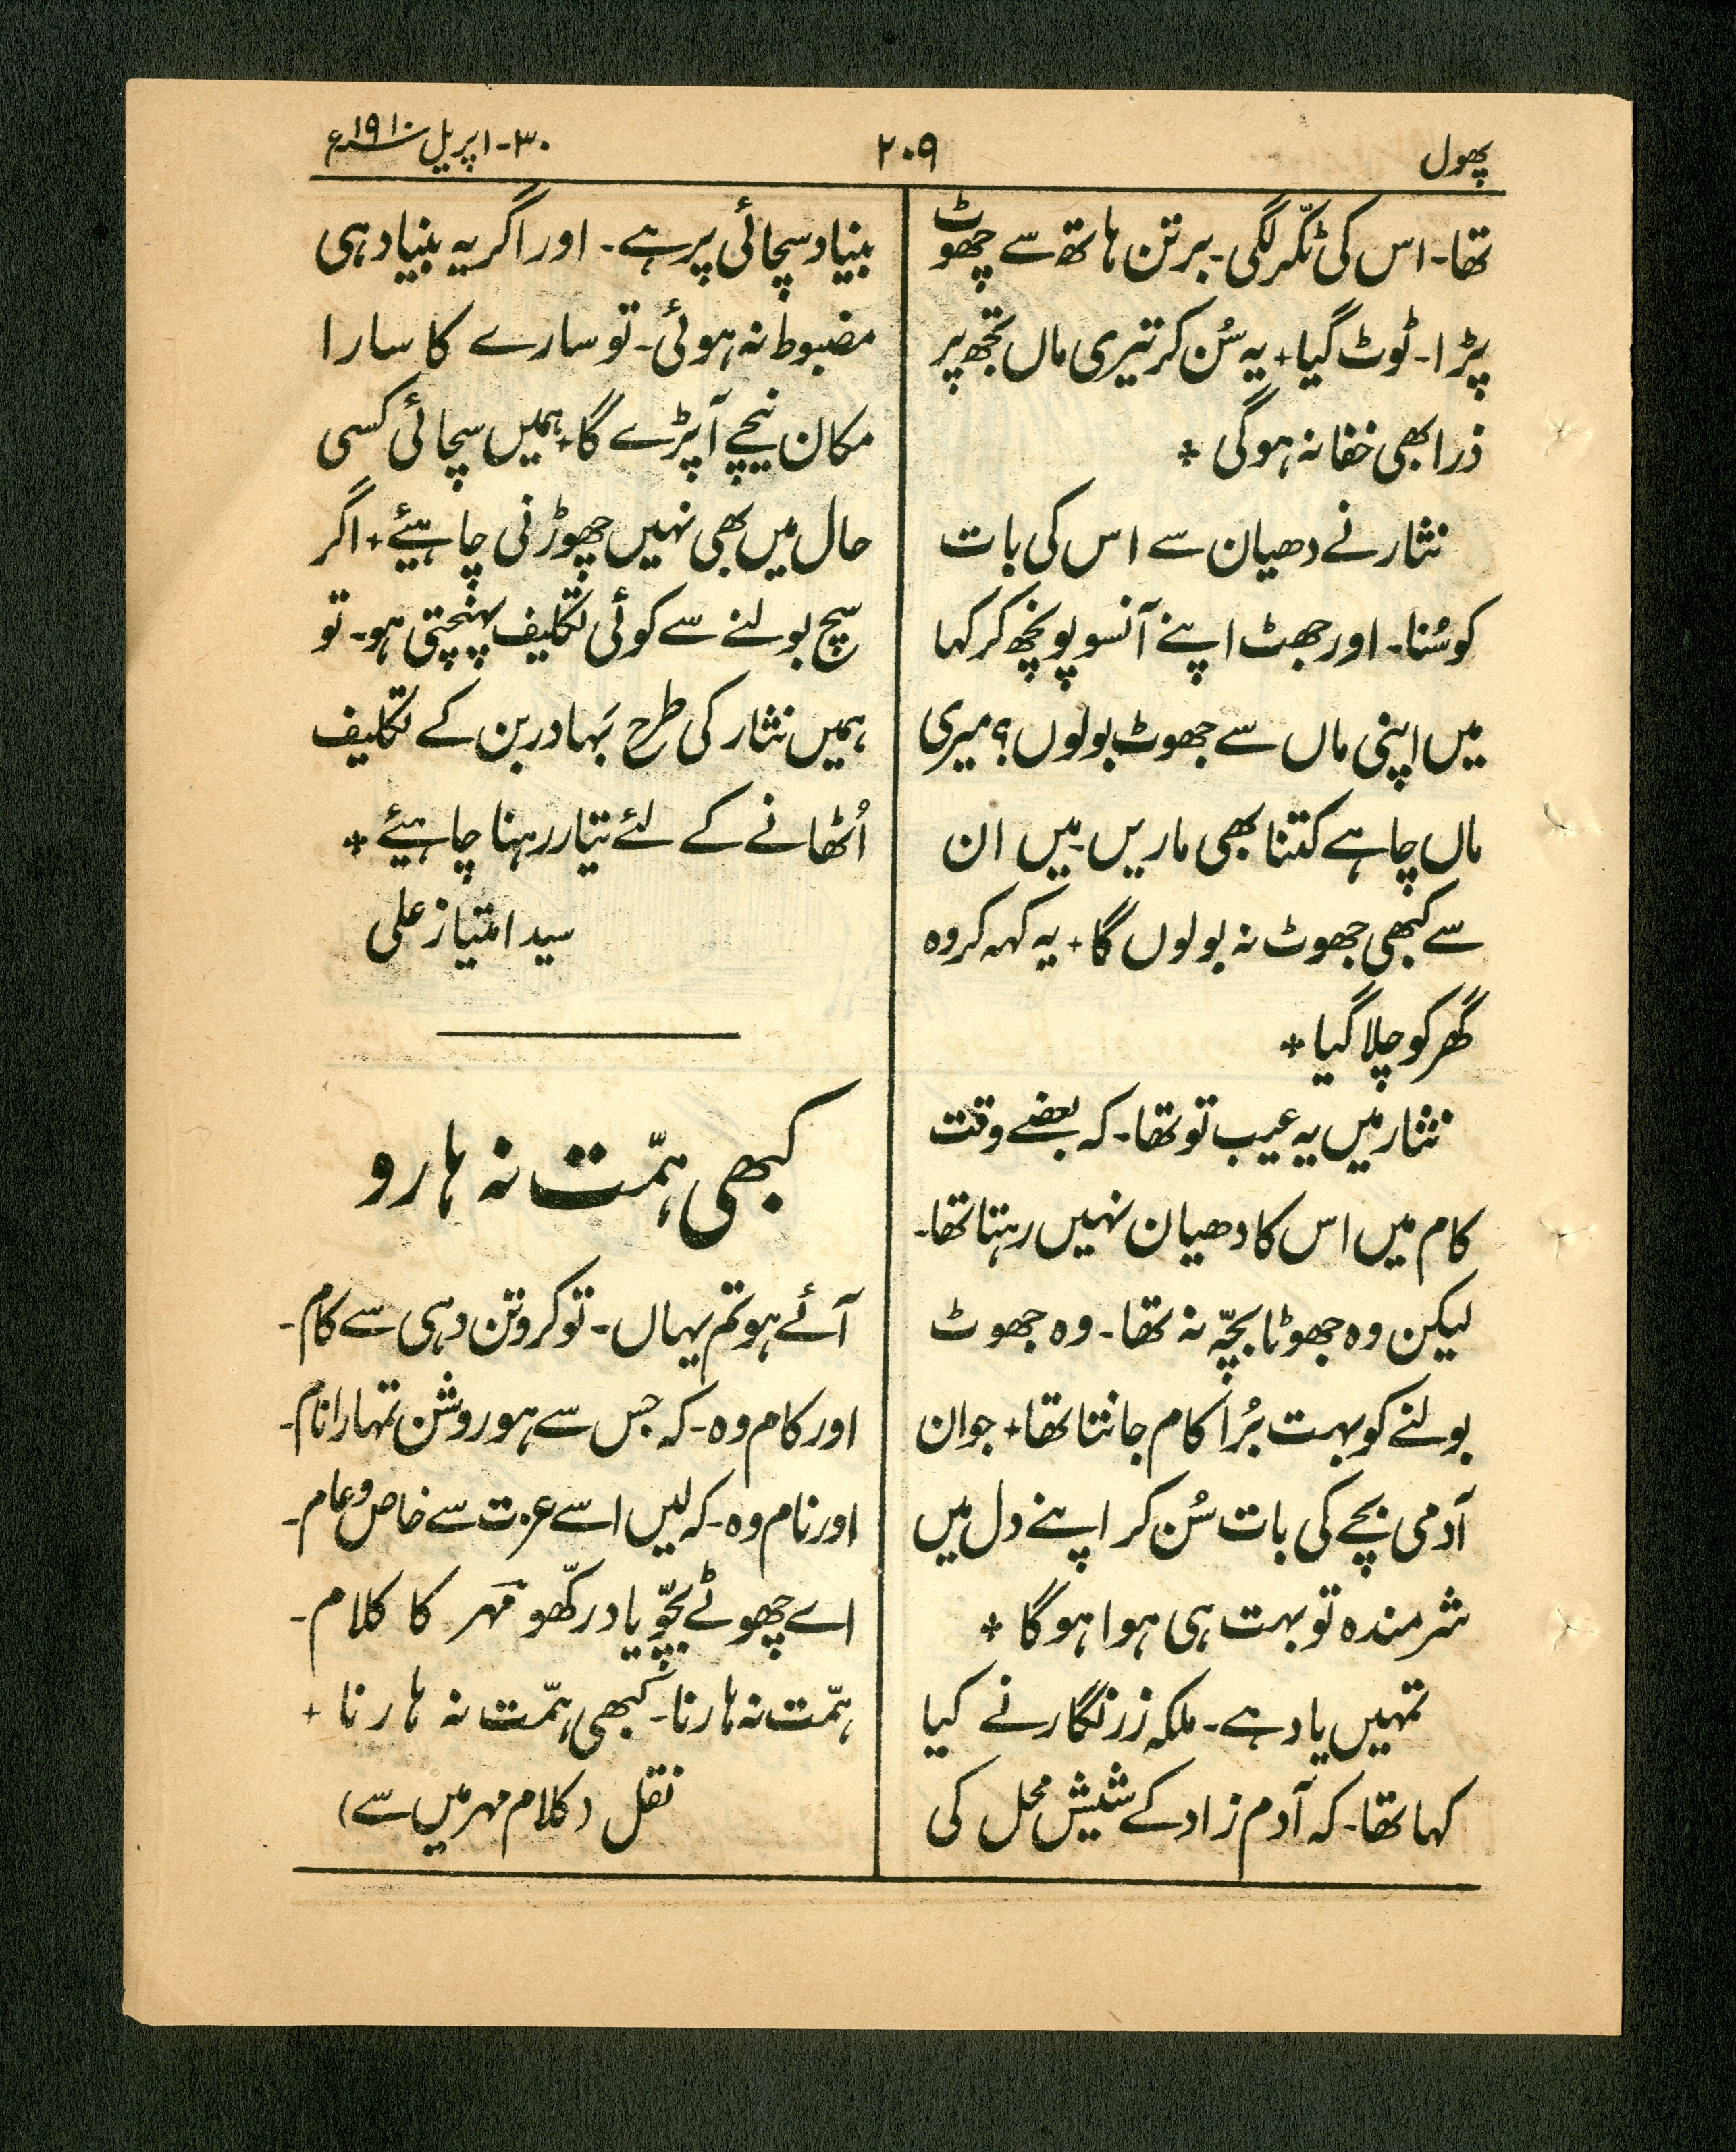 پھول
۲۰۹
۳۰-اپریل ۱۹۱۰ء
تھا۔ اس کی ٹکّر لگی۔ برتن ہاتھ سے چھوٹ
پڑا۔ ٹوٹ گیا + یہ سُن کر تیری ماں تجھ پر
ذرا بھی خفا نہ ہوگی *
نثار نے دھیان سے اس کی بات
کو سُنا۔ اور جھٹ اپنے آنسو پونچھ کر کہا
میں اپنی ماں سے جھوٹ بولوں؟ میری
ماں چاہے کتنا بھی ماریں۔ میں ان
سے کبھی جھوٹ نہ بولوں گا + یہ کہہ کر وہ
گھر کو چلا گیا *
نثار میں یہ عیب تو تھا۔ کہ بعضے وقت
کام میں اس کا دھیان نہیں رہتا تھا۔
لیکن وہ جھوٹا بچّہ نہ تھا۔ وہ جھوٹ
بولنے کو بہت بُرا کام جانتا تھا + جوان
آدمی بچے کی بات سُن کر اپنے دل میں
شرمندہ تو بہت ہی ہوا ہوگا *
تمہیں یاد ہے۔ ملکہ زرنگار نے کیا
کہا تھا۔ کہ آدم زاد کے شیش محل کی
بنیاد سچائی پر ہے۔ اور اگر یہ بنیاد ہی
مضبوط نہ ہوئی۔ تو سارے کا سارا
مکان نیچے آپڑے گا + ہمیں سچائی کسی
حال میں بھی نہیں چھوڑنی چاہیئے + اگر
سچ بولنے سے کوئی تکلیف پہنچتی ہو۔ تو
ہمیں نثار کی طرح بہادر بن کے تکلیف
اُٹھانے کے لئے تیار رہنا چاہیئے *
سید امتیاز علی
کبھی ہمّت نہ ہارو
آئے ہو تم یہاں۔ تو کرو تن دہی سے کام۔
اور کام وہ۔ کہ جس سے ہو روشن تمہارا نام۔
اور نام وہ۔ کہ لیں اسے عزت سے خاص و عام۔
اے چھوٹے بچّو یاد رکھّو مہر کا کلام۔
ہمّت نہ ہارنا۔ کبھی ہمّت نہ ہارنا +
نقل (کلام مہر میں سے)